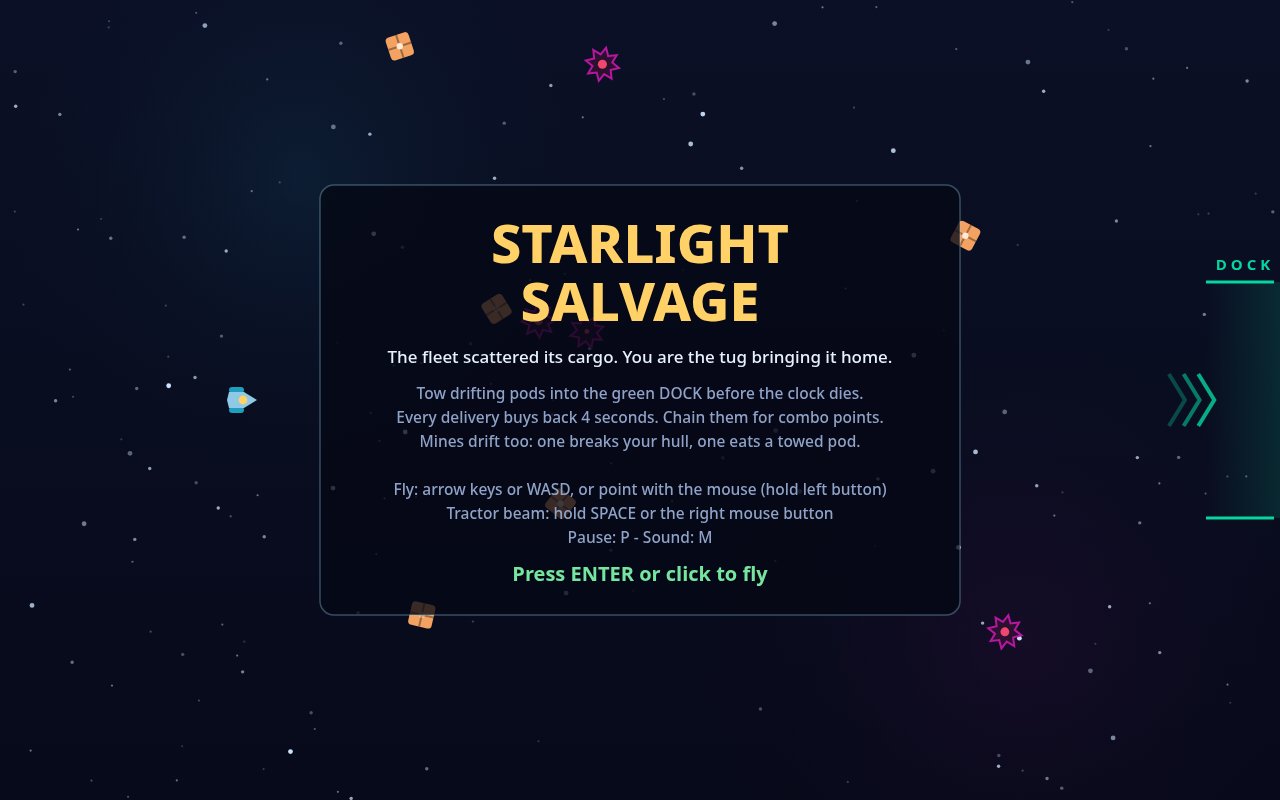 STARLIGHT
SALVAGE
The fleet scattered its cargo. You are the tug bringing it home.
Tow drifting pods into the green DOCK before the clock dies.
Every delivery buys back 4 seconds. Chain them for combo points.
Mines drift too: one breaks your hull, one eats a towed pod.
Fly: arrow keys or WASD, or point with the mouse (hold left button)
Tractor beam: hold SPACE or the right mouse button
Pause: P - Sound: M
Press ENTER or click to fly
DOCK